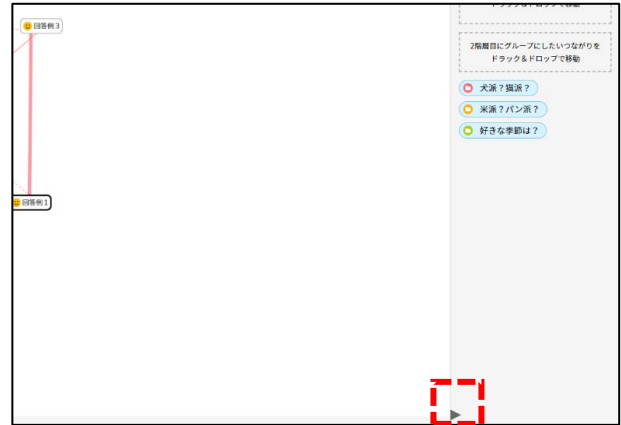 回答例3
ドラック&ドロップで移動
2階層目にグループにしたいつながりを
ドラック&ドロップで移動
犬派？猫派？
米派？パン派？
好きな季節は？
回答例1